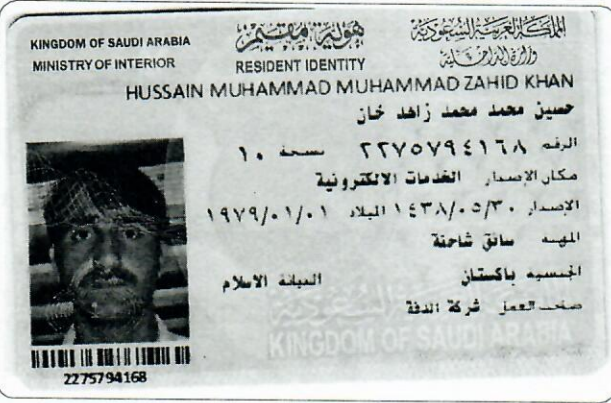 KINGDOM OF SAUDI ARABIA
MINISTRY OF INTERIOR
هوية مقيم
RESIDENT IDENTITY
المملكة العربية السعودية
وزارة الداخلية
HUSSAIN MUHAMMAD MUHAMMAD ZAHID KHAN
حسين محمد محمد زاهد خان
الرقم ٢٢٧٥٧٩٤١٦٨ نسخة ١٠
مكان الإصدار الخدمات الالكترونية
الإصدار ١٤٣٨/٠٥/٣٠ الميلاد ١٩٧٩/٠١/٠١
المهنه سائق شاحنة
الجنسيه باكستان الديانة الاسلام
صاحب العمل شركة الدفة
KINGDOM OF SAUDI ARABIA
2275794168